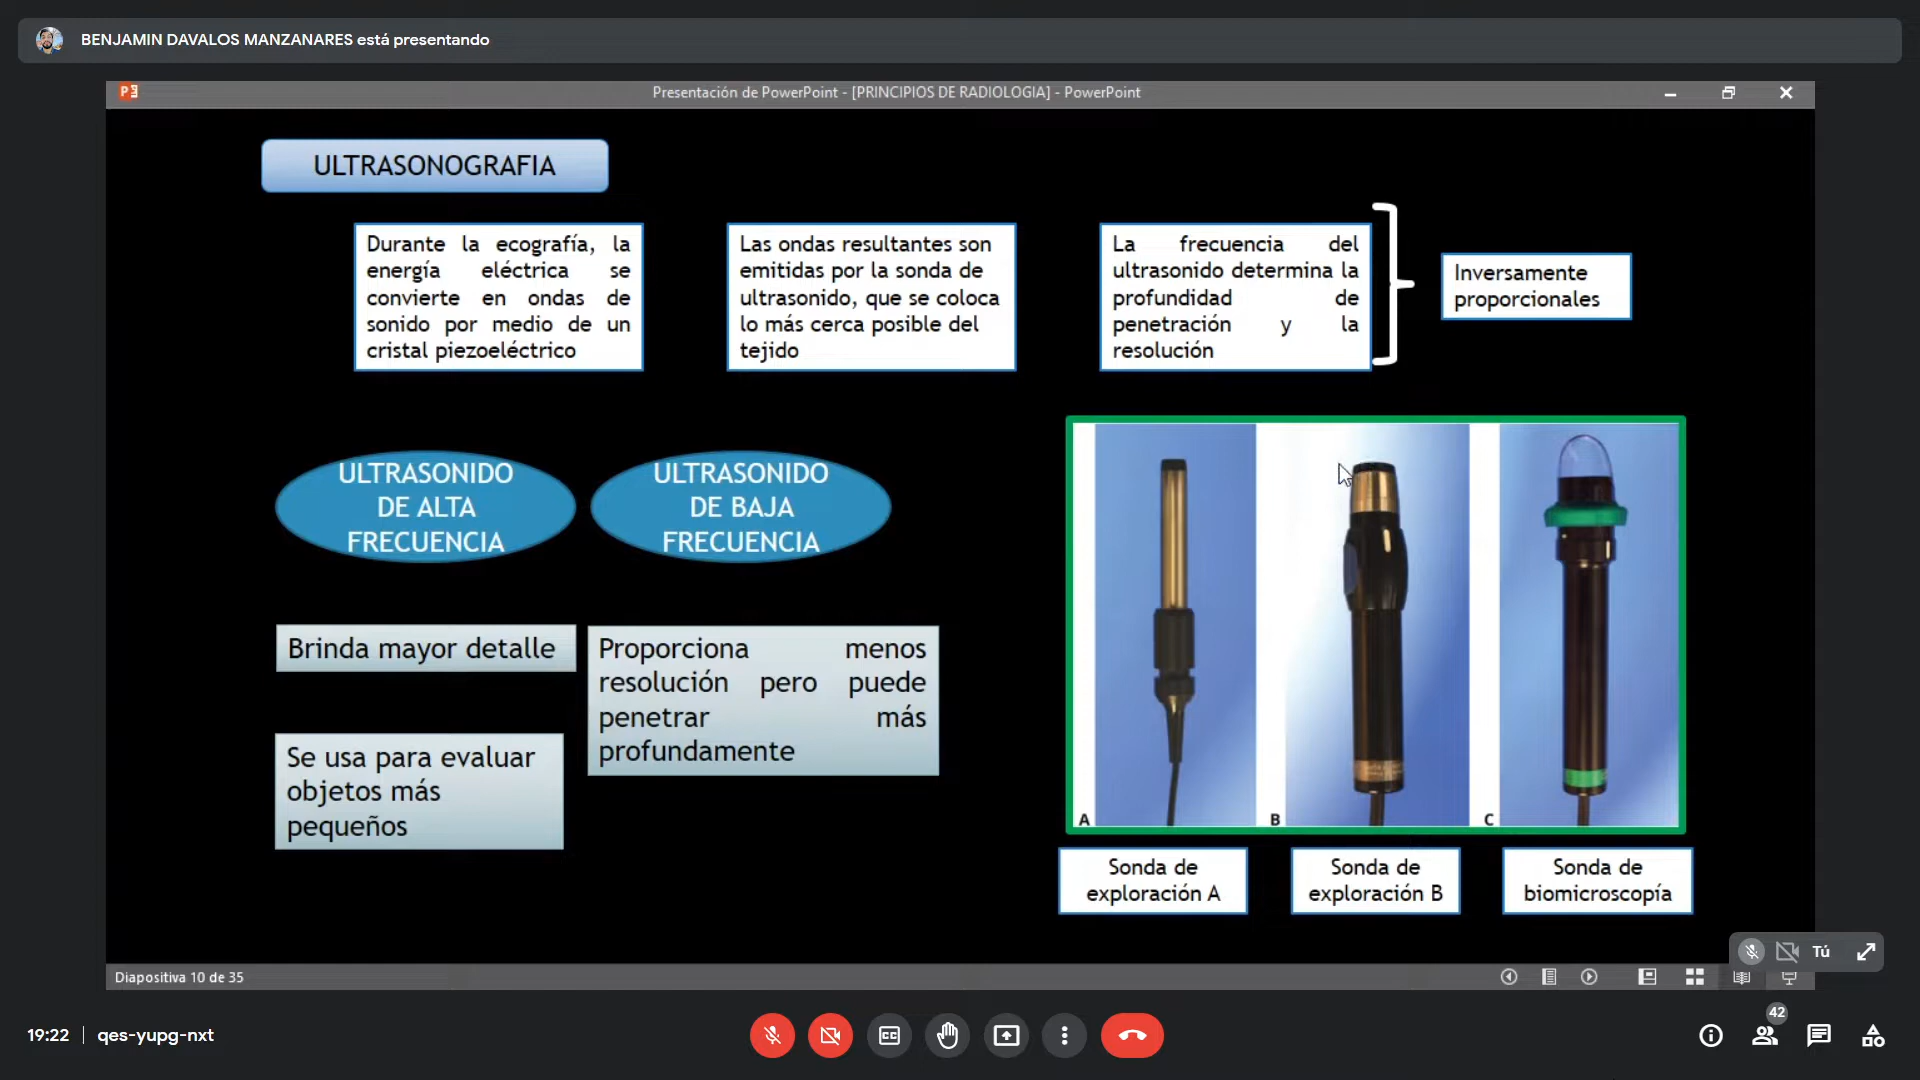 BENJAMIN DAVALOS MANZANARES está presentando
Presentación de PowerPoint - [PRINCIPIOS DE RADIOLOGIA] - PowerPoint
ULTRASONOGRAFIA
Durante la ecografía, la
energía eléctrica se
convierte en ondas de
sonido por medio de un
cristal piezoeléctrico
Las ondas resultantes son
emitidas por la sonda de
ultrasonido, que se coloca
lo más cerca posible del
tejido
La frecuencia del
ultrasonido determina la
profundidad de
penetración y la
resolución
Inversamente
proporcionales
ULTRASONIDO
DE ALTA
FRECUENCIA
ULTRASONIDO
DE BAJA
FRECUENCIA
Brinda mayor detalle
Se usa para evaluar
objetos más
pequeños
Proporciona menos
resolución pero puede
penetrar más
profundamente
A
B
C
Sonda de
exploración A
Sonda de
exploración B
Sonda de
biomicroscopía
Tú
Diapositiva 10 de 35
19:22 | qes-yupg-nxt
42